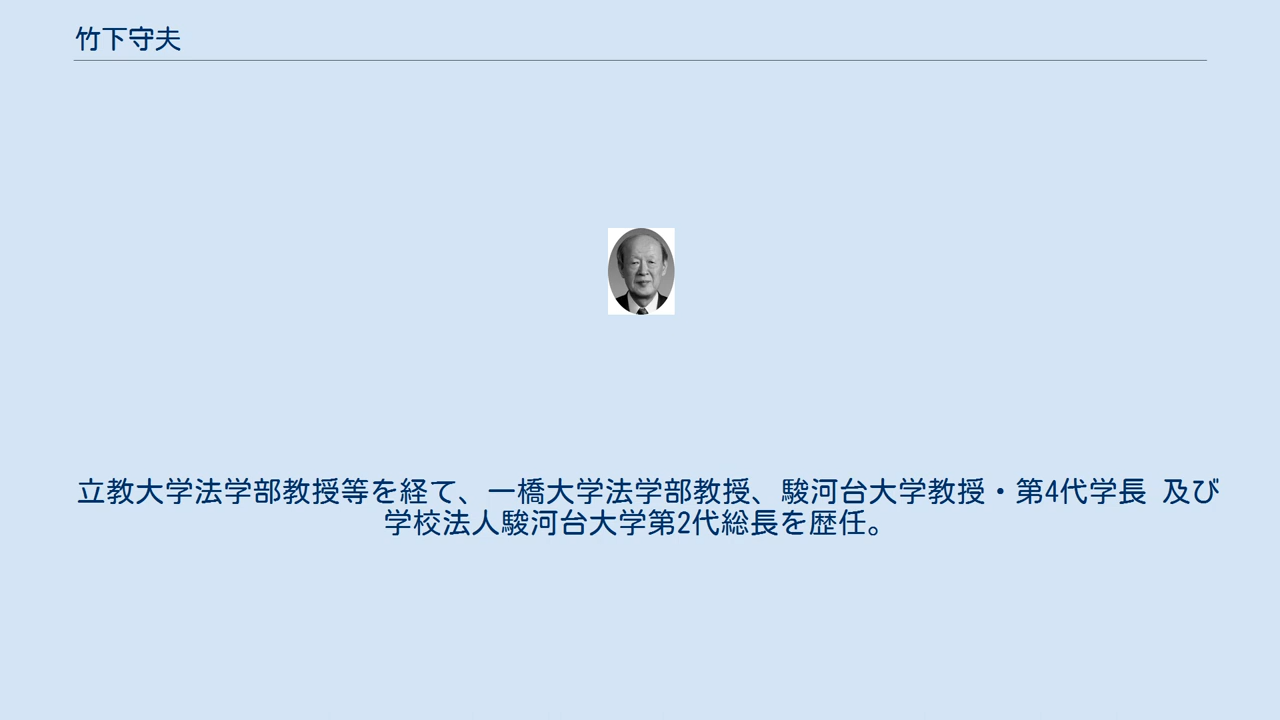 竹下守夫
立教大学法学部教授等を経て、一橋大学法学部教授、駿河台大学教授・第4代学長 及び
学校法人駿河台大学第2代総長を歴任。